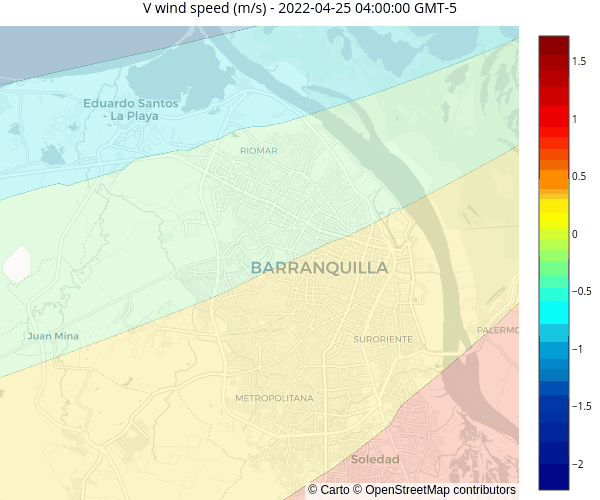 V wind speed (m/s) - 2022-04-25 04:00:00 GMT-5
Eduardo Santos
- La Playa
RIOMAR
BARRANQUILLA
Juan Mina
SURORIENTE
PALERMO
METROPOLITANA
Soledad
© Carto © OpenStreetMap contributors
1.5
1
0.5
0
−0.5
−1
−1.5
−2